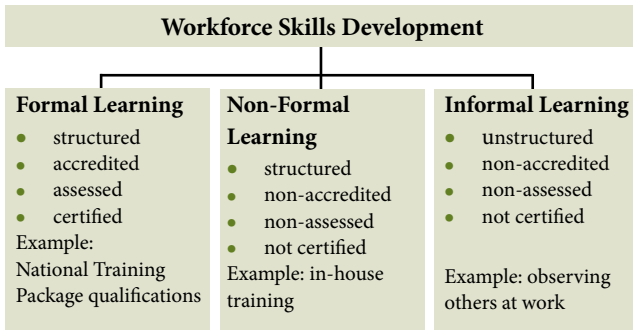 Workforce Skills Development
Formal Learning
• structured
• accredited
• assessed
• certified
Example:
National Training
Package qualifications
Non-Formal
Learning
• structured
• non-accredited
• non-assessed
• not certified
Example: in-house
training
Informal Learning
• unstructured
• non-accredited
• non-assessed
• not certified
Example: observing
others at work